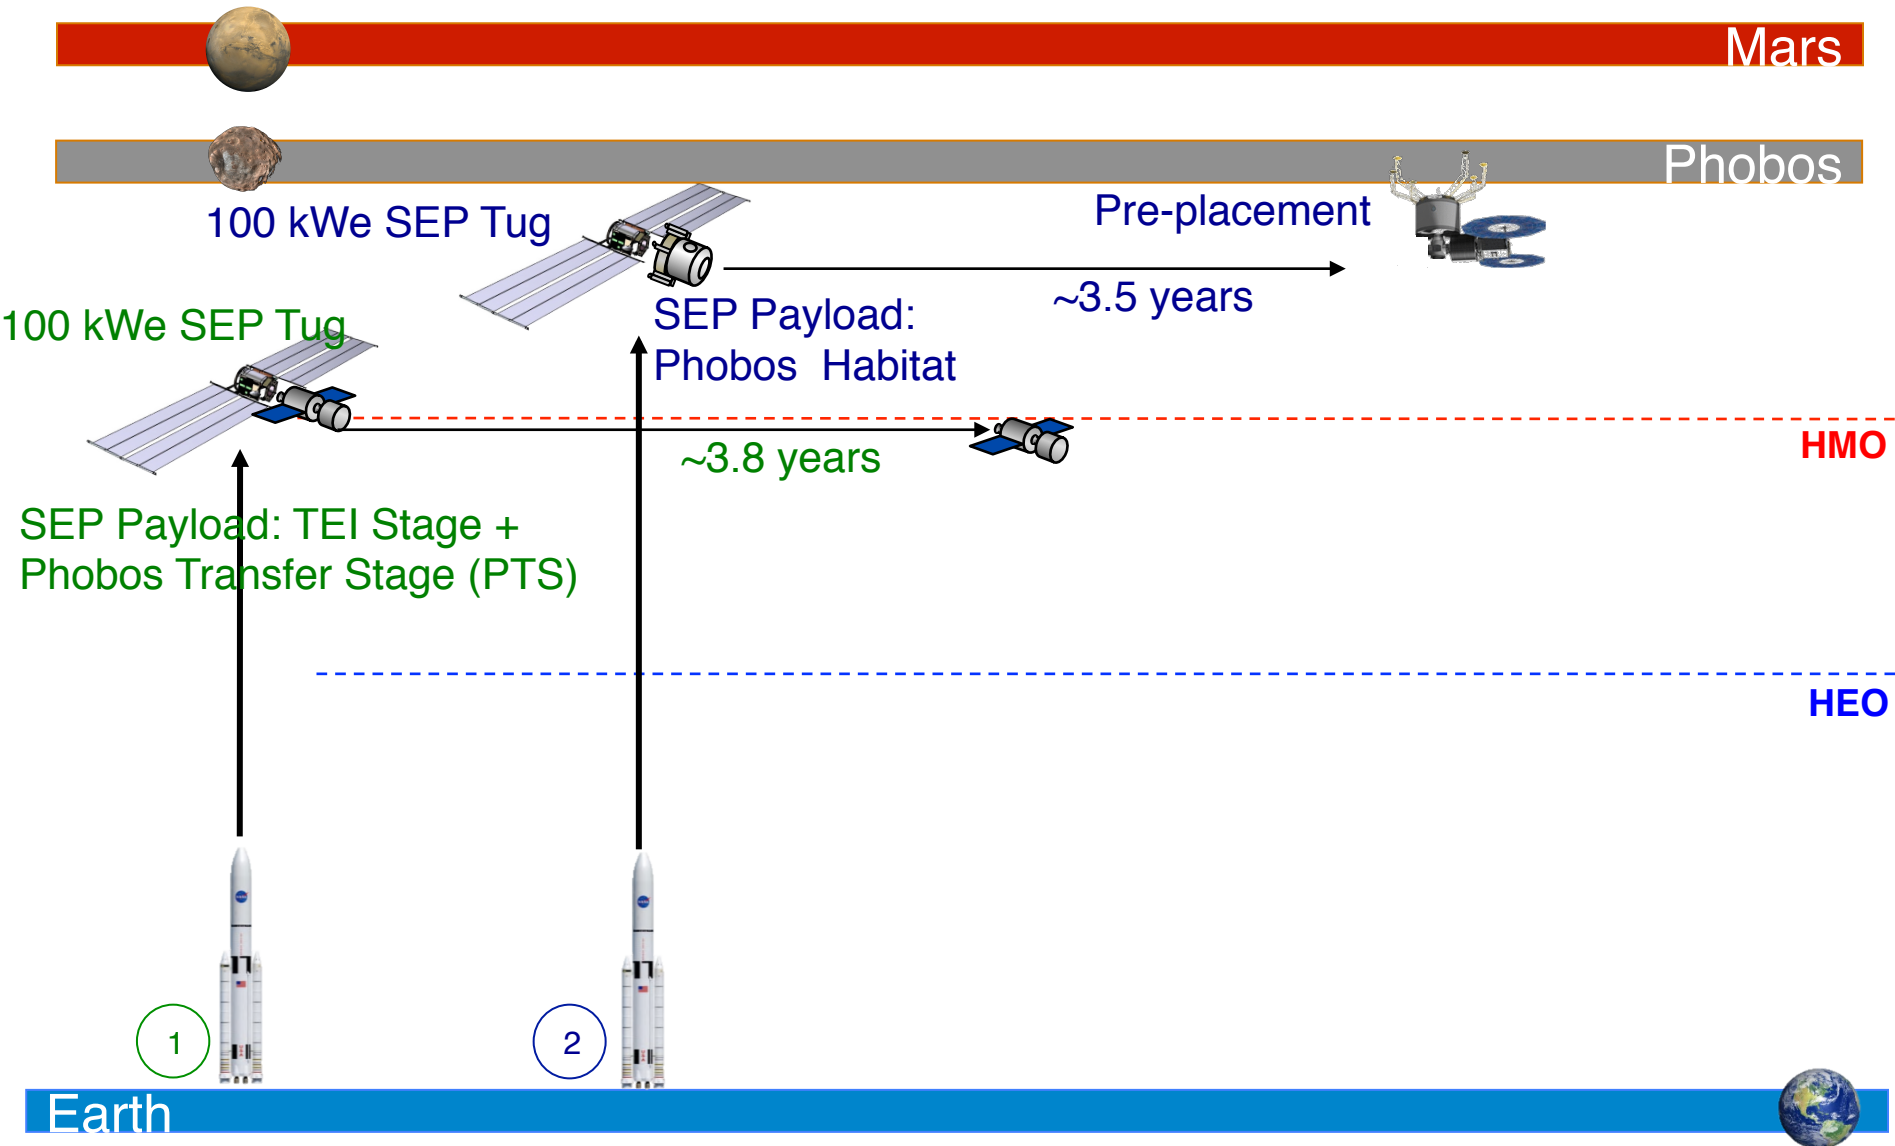 Mars
Phobos
100 kWe SEP Tug
Pre-placement
~3.5 years
SEP Payload:
Phobos Habitat
100 kWe SEP Tug
~3.8 years
HMO
SEP Payload: TEI Stage +
Phobos Transfer Stage (PTS)
HEO
1
2
Earth